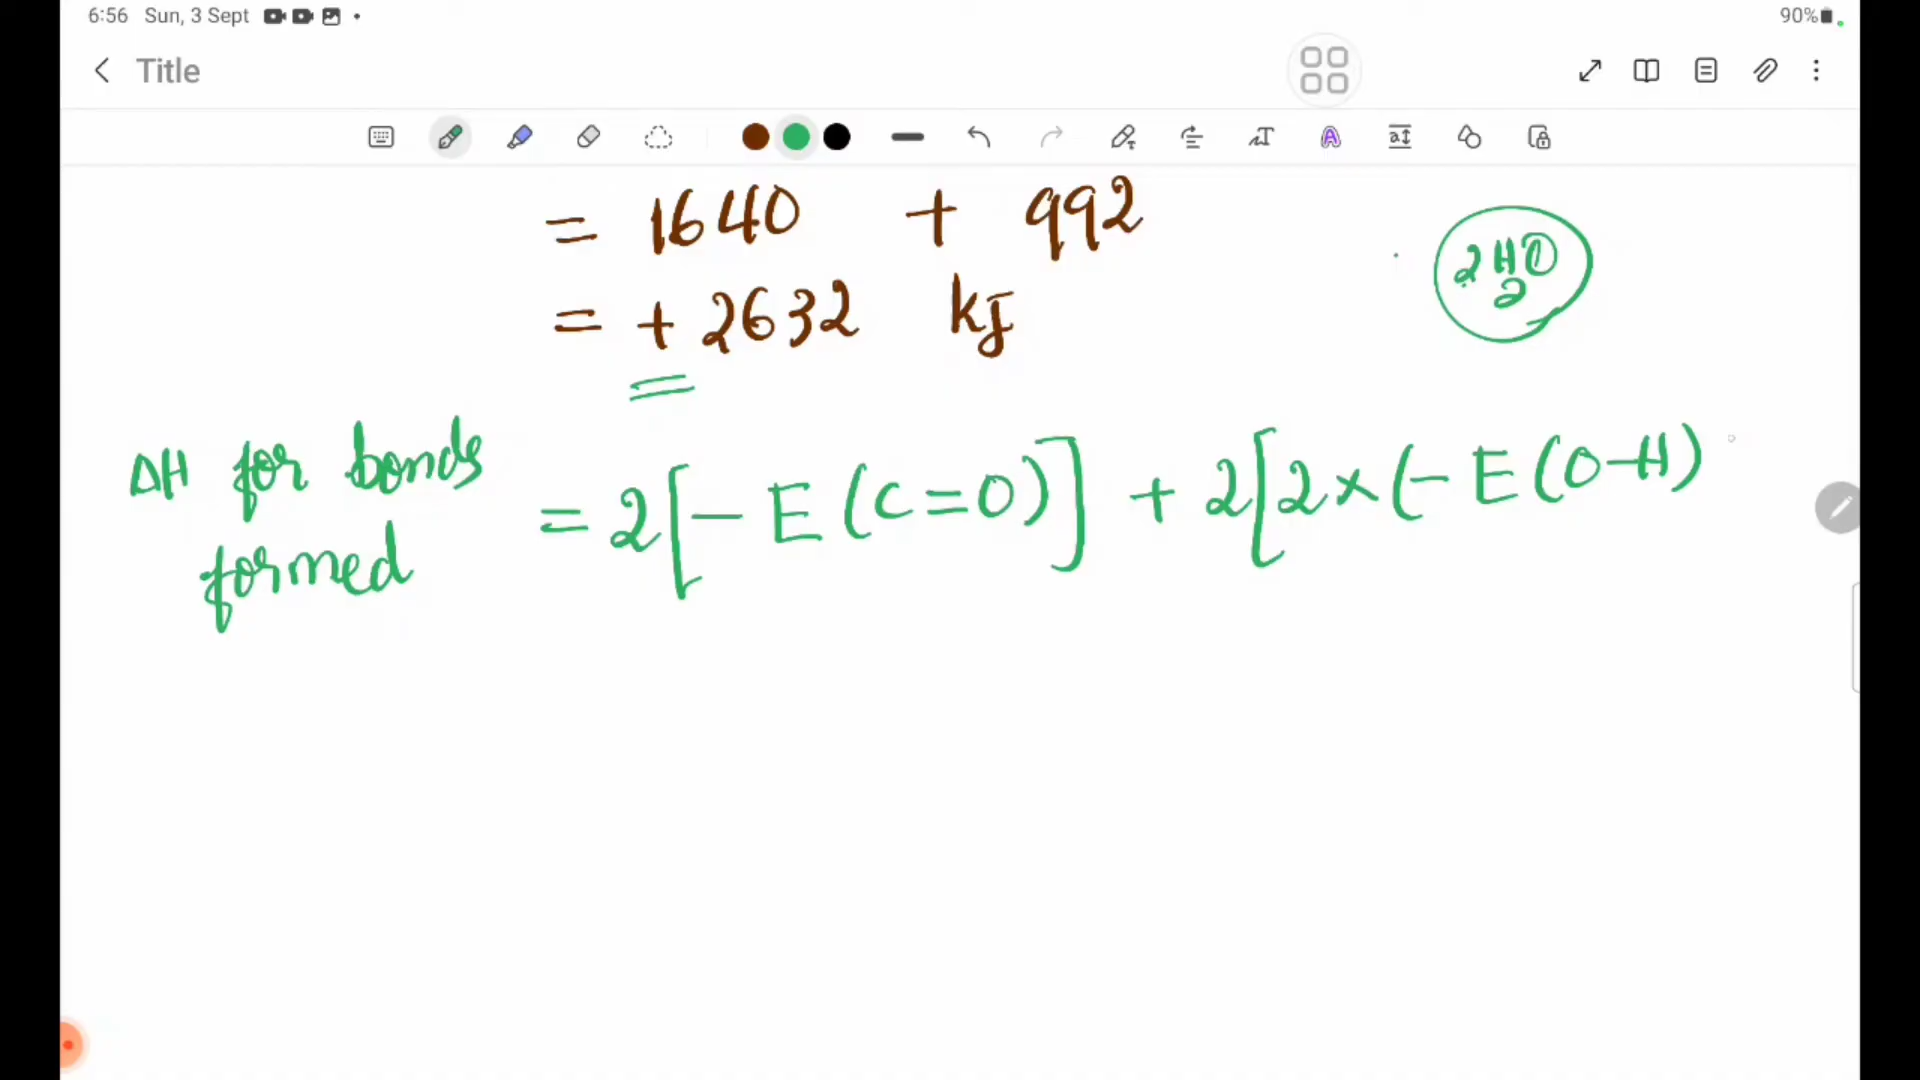 6:56 Sun, 3 Sept 90%
Title
= 1640 + 992
2H2O
= + 2632 kJ
ΔH for bonds formed
= 2[- E (C=O)] + 2[2×(- E(O-H)